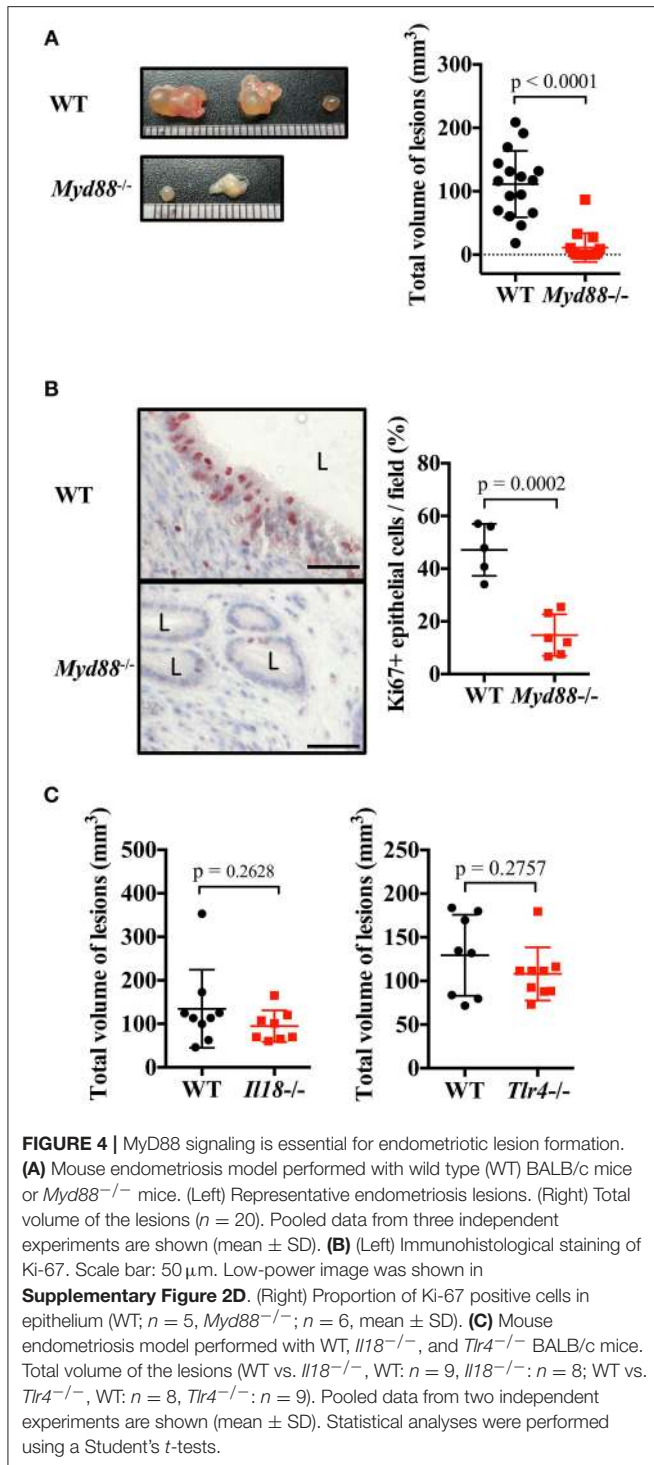 A
WT
Myd88-/-
Total volume of lesions (mm3)
300
200
100
0
p < 0.0001
WT Myd88-/-
B
WT
L
Myd88-/-
L
L
L
Ki67+ epithelial cells / field (%)
80
60
40
20
0
p = 0.0002
WT Myd88-/-
C
Total volume of lesions (mm3)
500
400
300
200
100
0
p = 0.2628
WT Il18-/-
Total volume of lesions (mm3)
250
200
150
100
50
0
p = 0.2757
WT Tlr4-/-
FIGURE 4 | MyD88 signaling is essential for endometriotic lesion formation.
(A) Mouse endometriosis model performed with wild type (WT) BALB/c mice
or Myd88−/− mice. (Left) Representative endometriosis lesions. (Right) Total
volume of the lesions (n = 20). Pooled data from three independent
experiments are shown (mean ± SD). (B) (Left) Immunohistological staining of
Ki-67. Scale bar: 50 μm. Low-power image was shown in
Supplementary Figure 2D. (Right) Proportion of Ki-67 positive cells in
epithelium (WT; n = 5, Myd88−/−; n = 6, mean ± SD). (C) Mouse
endometriosis model performed with WT, Il18−/−, and Tlr4−/− BALB/c mice.
Total volume of the lesions (WT vs. Il18−/−, WT: n = 9, Il18−/−: n = 8; WT vs.
Tlr4−/−, WT: n = 8, Tlr4−/−: n = 9). Pooled data from two independent
experiments are shown (mean ± SD). Statistical analyses were performed
using a Student's t-tests.